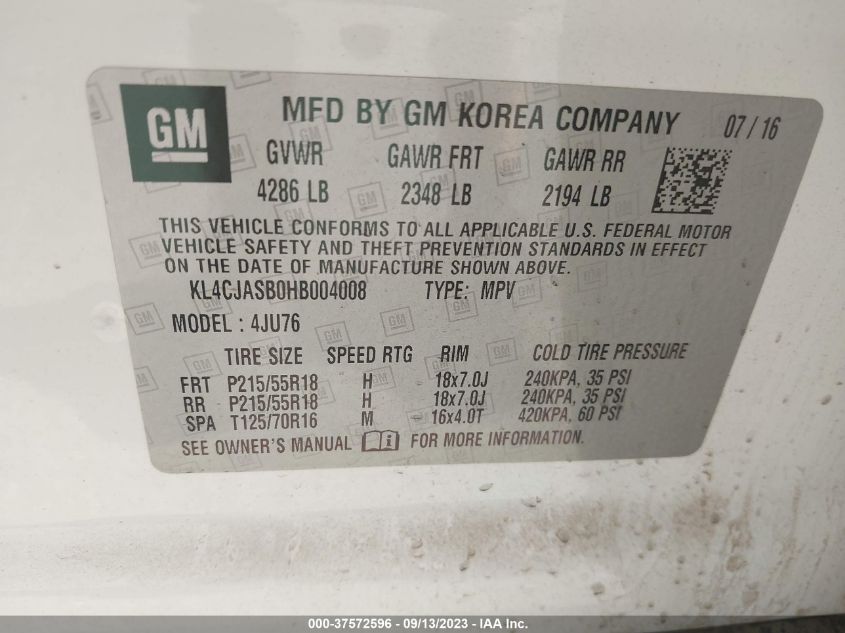 GM
MFD BY GM KOREA COMPANY 07/16
GVWR GAWR FRT GAWR RR
4286 LB 2348 LB 2194 LB
THIS VEHICLE CONFORMS TO ALL APPLICABLE U.S. FEDERAL MOTOR
VEHICLE SAFETY AND THEFT PREVENTION STANDARDS IN EFFECT
ON THE DATE OF MANUFACTURE SHOWN ABOVE.
KL4CJASB0HB004008 TYPE: MPV
MODEL : 4JU76
TIRE SIZE SPEED RTG RIM COLD TIRE PRESSURE
FRT P215/55R18 H 18x7.0J 240KPA, 35 PSI
RR P215/55R18 H 18x7.0J 240KPA, 35 PSI
SPA T125/70R16 M 16x4.0T 420KPA, 60 PSI
SEE OWNER'S MANUAL i FOR MORE INFORMATION.
000-37572596 - 09/13/2023 - IAA Inc.